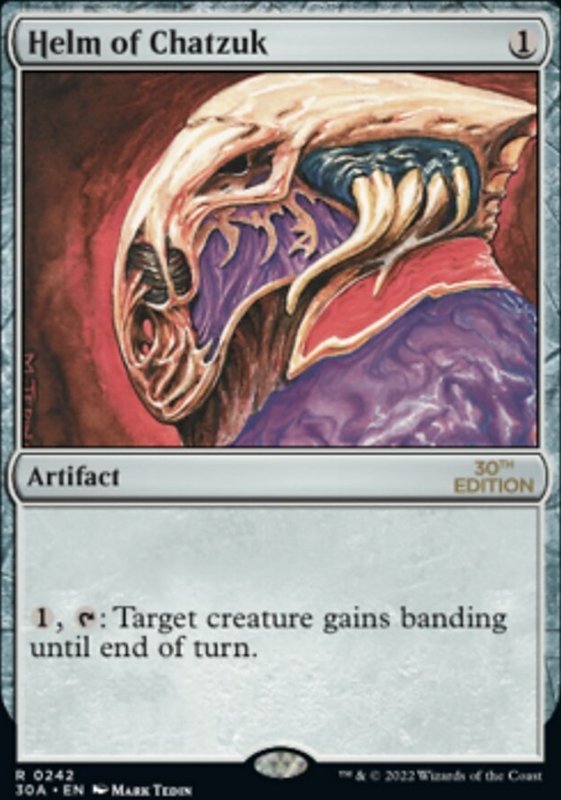 Helm of Chatzuk 1
M.TEDIN
Artifact
30TH
EDITION
1, : Target creature gains banding
until end of turn.
R 0242
30A • EN MARK TEDIN
™ & © 2022 Wizards of the Coast